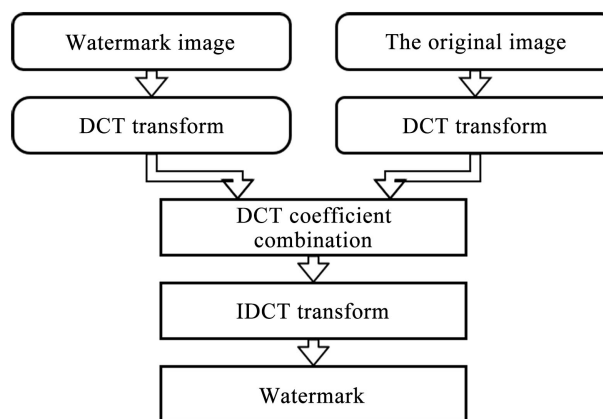 Watermark image
The original image
DCT transform
DCT transform
DCT coefficient
combination
IDCT transform
Watermark